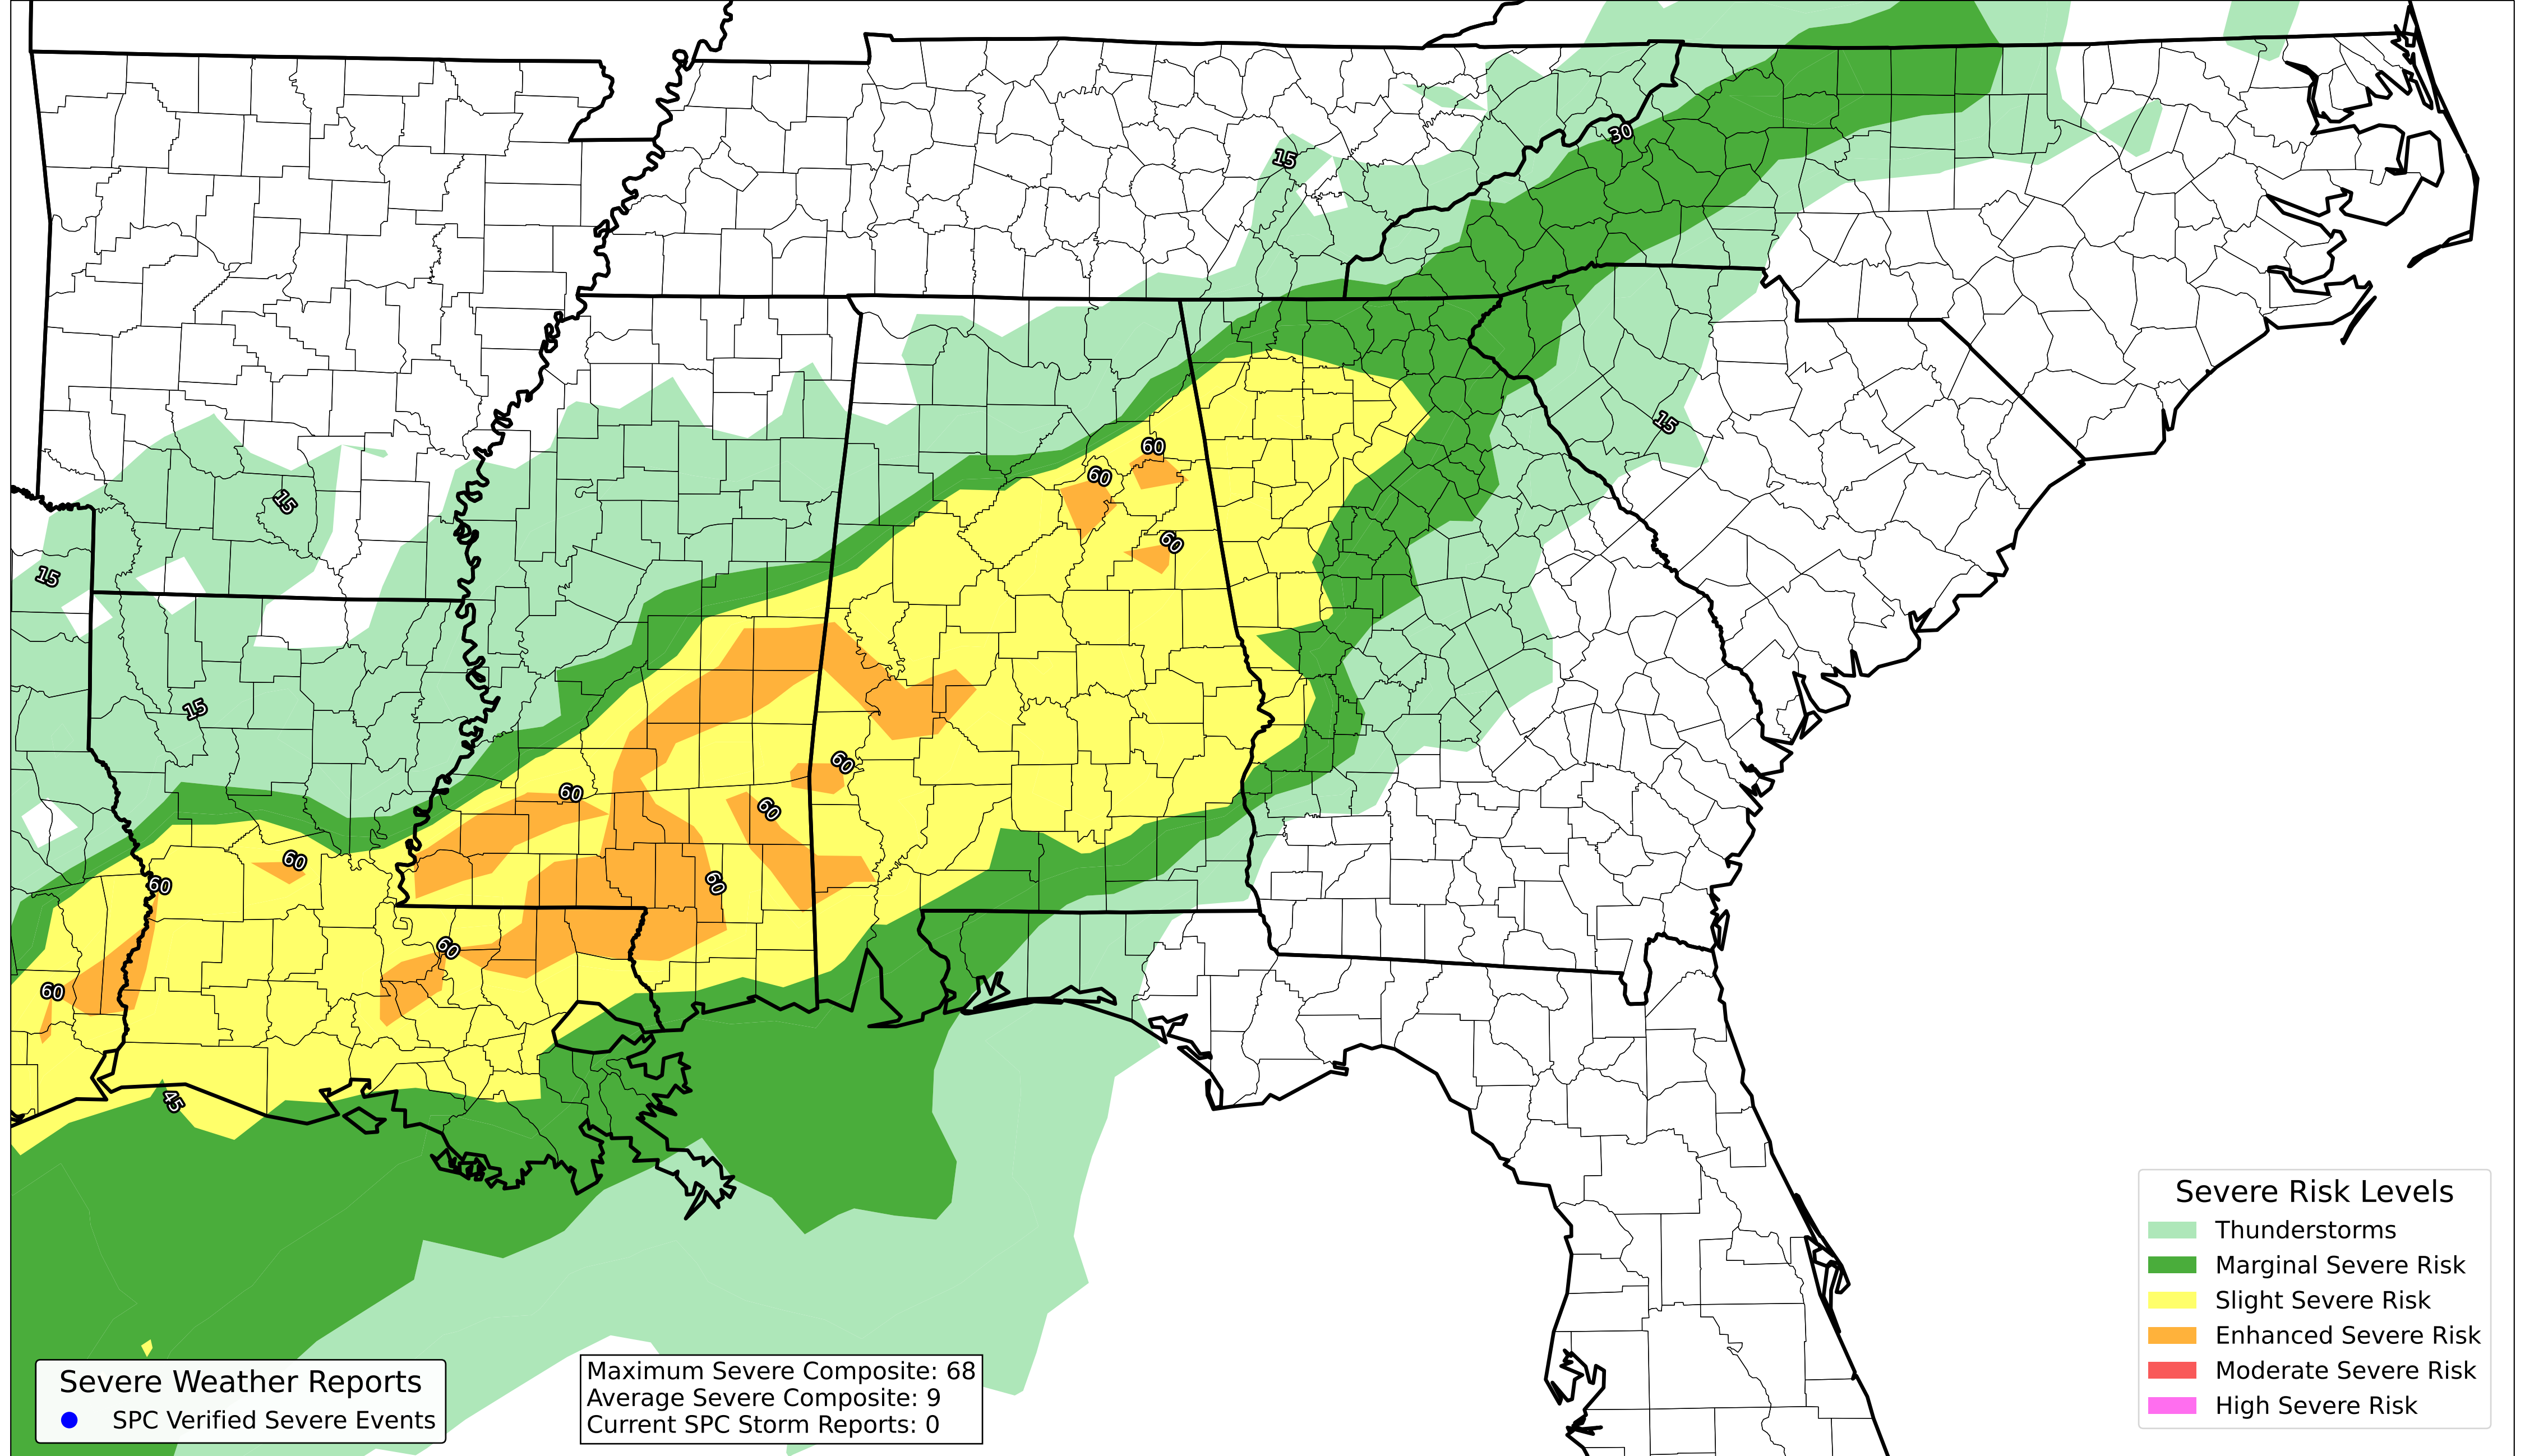 30
15
15
60
60
15
60
15
15
60
60
60
60
60
60
60
60
45
Severe Risk Levels
Thunderstorms
Marginal Severe Risk
Slight Severe Risk
Enhanced Severe Risk
Moderate Severe Risk
High Severe Risk
Severe Weather Reports
SPC Verified Severe Events
Maximum Severe Composite: 68
Average Severe Composite: 9
Current SPC Storm Reports: 0